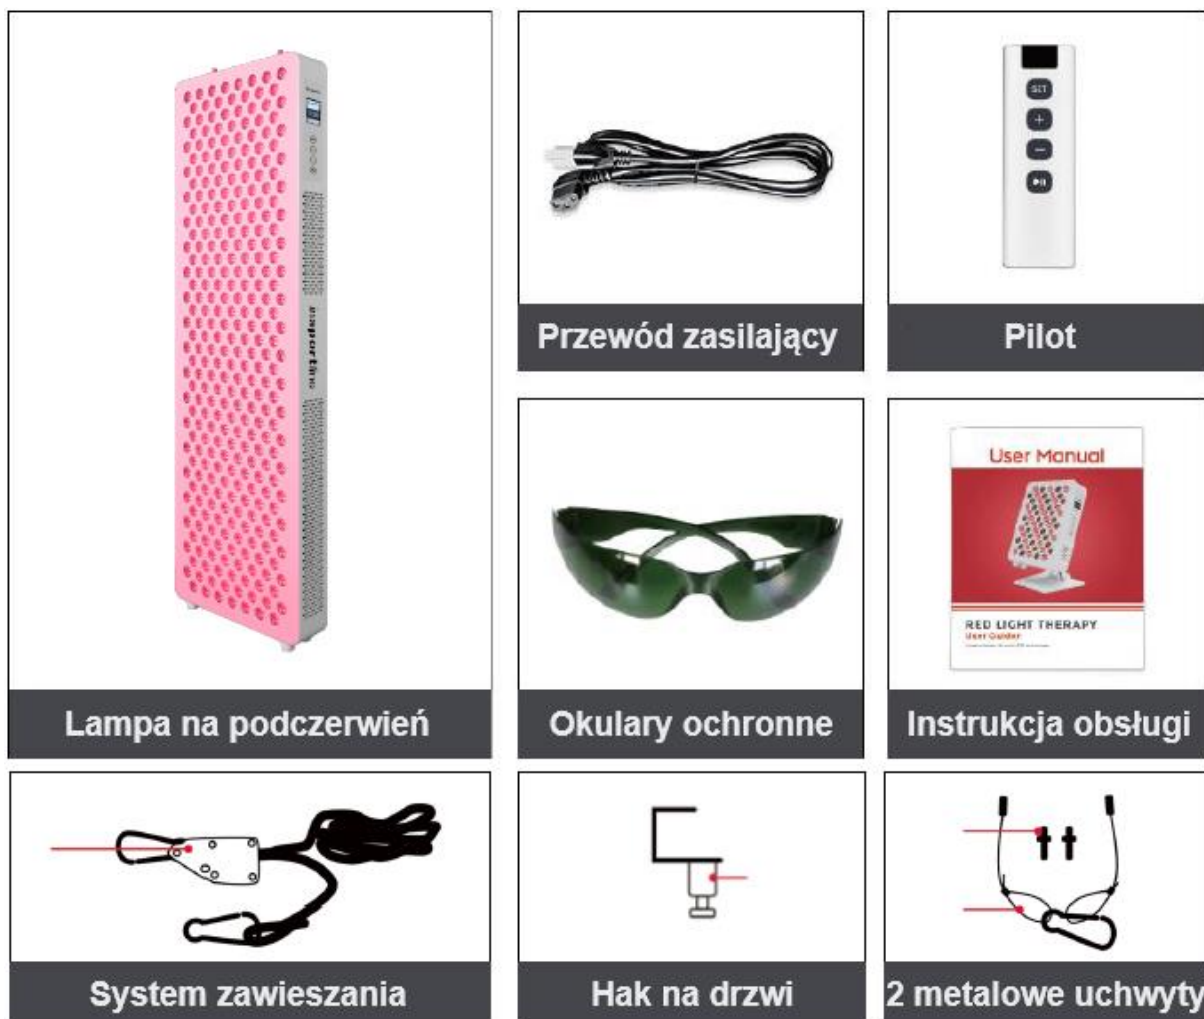 insportline
SET
Przewód zasilający
Pilot
User Manual
RED LIGHT THERAPY
User Guider
Lampa na podczerwień
Okulary ochronne
Instrukcja obsługi
System zawieszania
Hak na drzwi
2 metalowe uchwyty